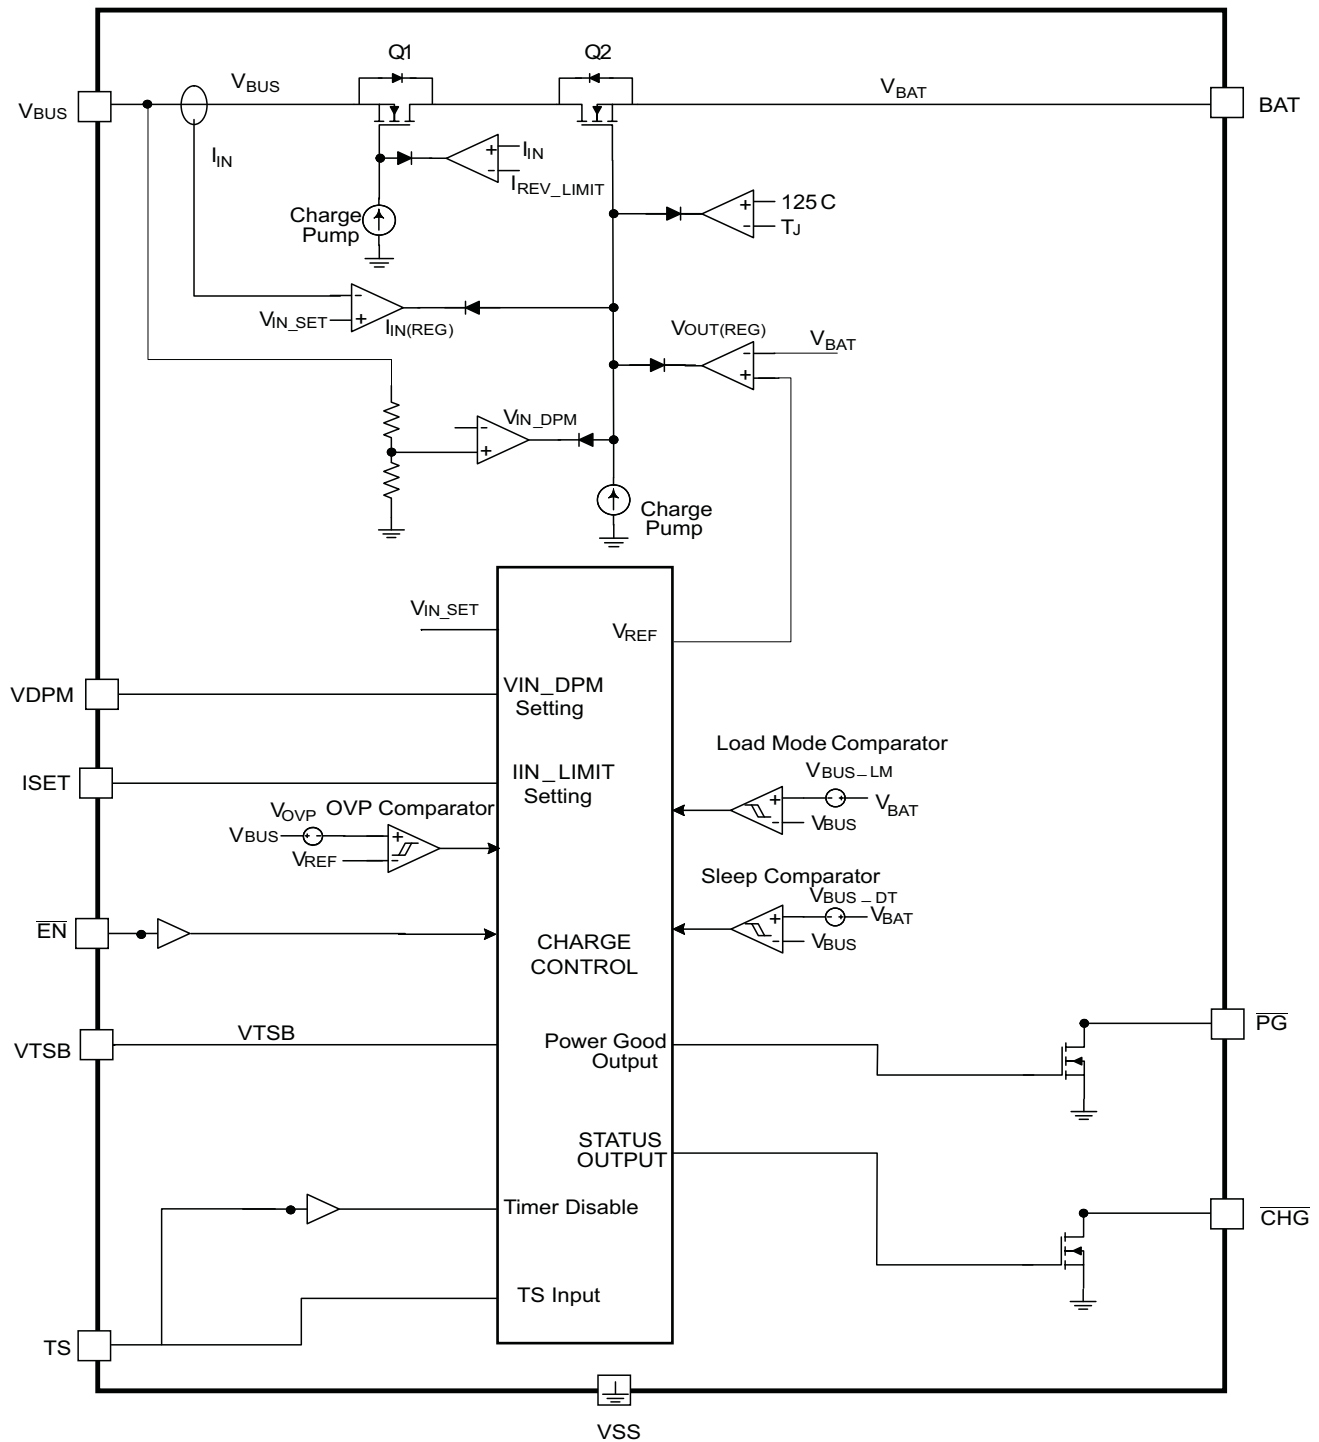 Q1
Q2
VBUS
VBUS
VBAT
BAT
IIN
IIN
IREV_LIMIT
125 C
TJ
Charge
Pump
VIN_SET
IIN(REG)
VOUT(REG)
VBAT
VIN_DPM
Charge
Pump
VIN_SET
VREF
VDPM
VIN_DPM
Setting
ISET
IIN_LIMIT
Setting
Load Mode Comparator
VBUS_LM
VBAT
VBUS
VOVP
OVP Comparator
VBUS
VREF
Sleep Comparator
VBUS_DT
VBAT
VBUS
EN
CHARGE
CONTROL
VTSB
VTSB
Power Good
Output
PG
STATUS
OUTPUT
Timer Disable
CHG
TS Input
TS
VSS